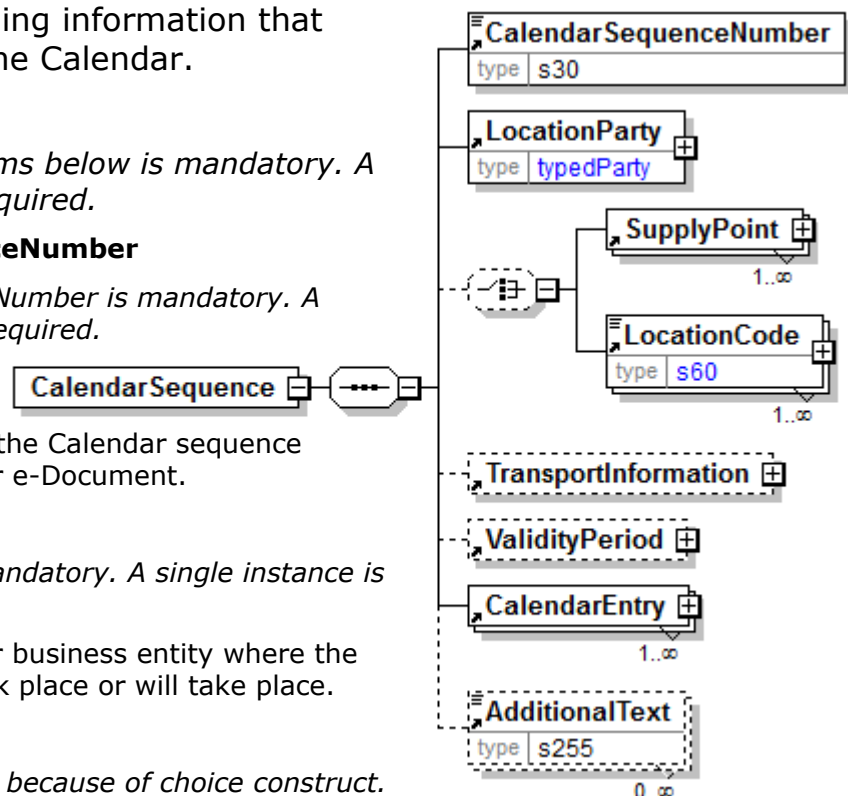 ing information that
ne Calendar.
ms below is mandatory. A
quired.
ceNumber
Number is mandatory. A
equired.
the Calendar sequence
r e-Document.
andatory. A single instance is
r business entity where the
k place or will take place.
because of choice construct.
CalendarSequence
CalendarSequenceNumber
type s30
LocationParty
type typedParty
SupplyPoint
1..∞
LocationCode
type s60
1..∞
TransportInformation
ValidityPeriod
CalendarEntry
1..∞
AdditionalText
type s255
0..∞